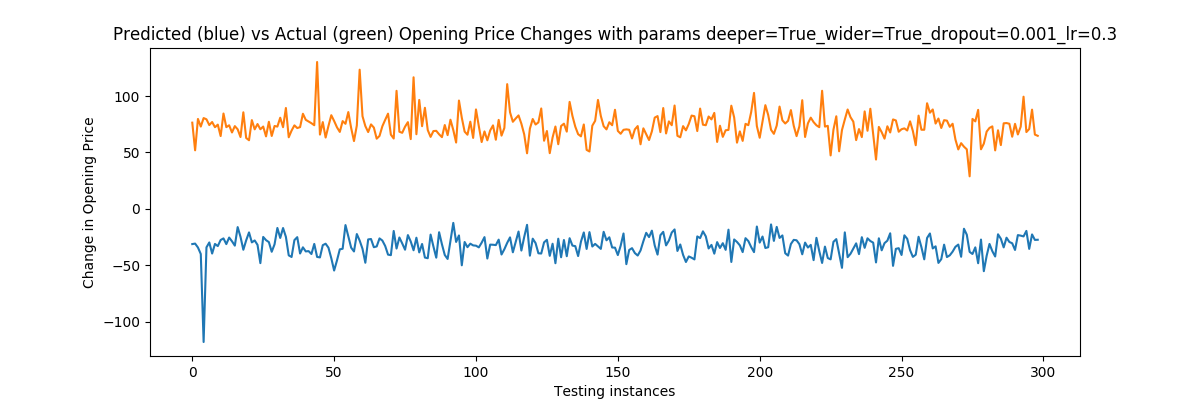 Predicted (blue) vs Actual (green) Opening Price Changes with params deeper=True_wider=True_dropout=0.001_lr=0.3
Change in Opening Price
100
50
0
−50
−100
0 50 100 150 200 250 300
Testing instances